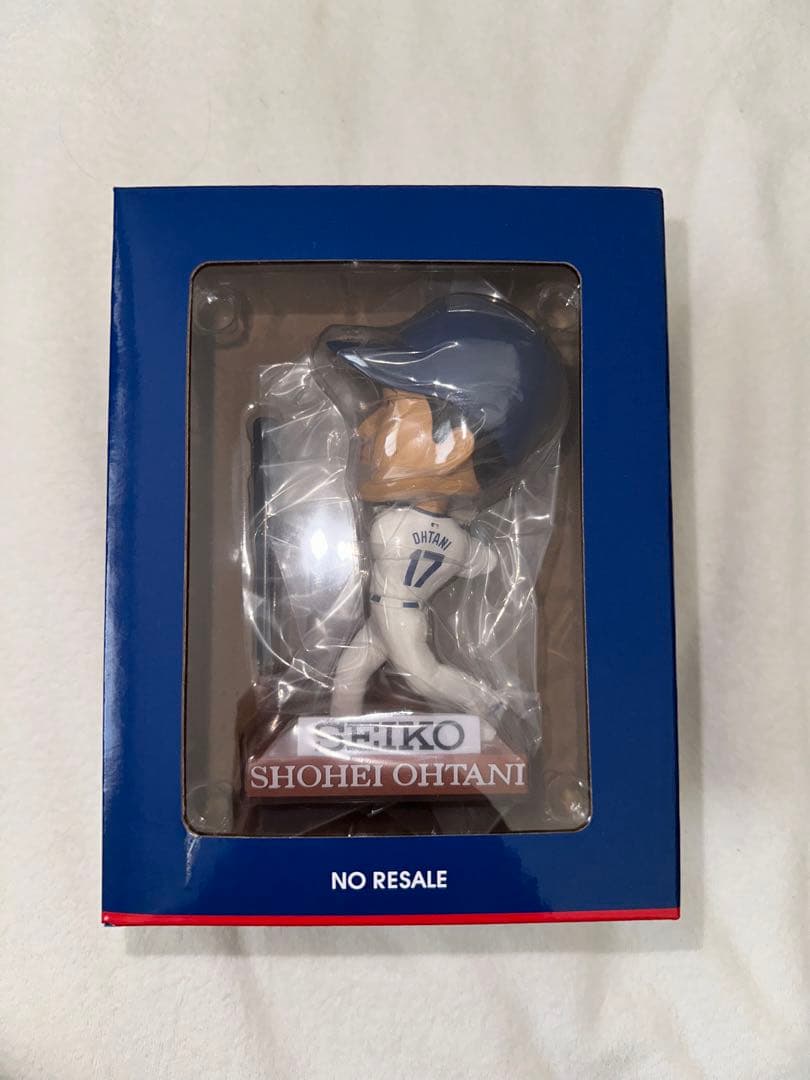 OHTANI
17
SEIKO
SHOHEI OHTANI
NO RESALE